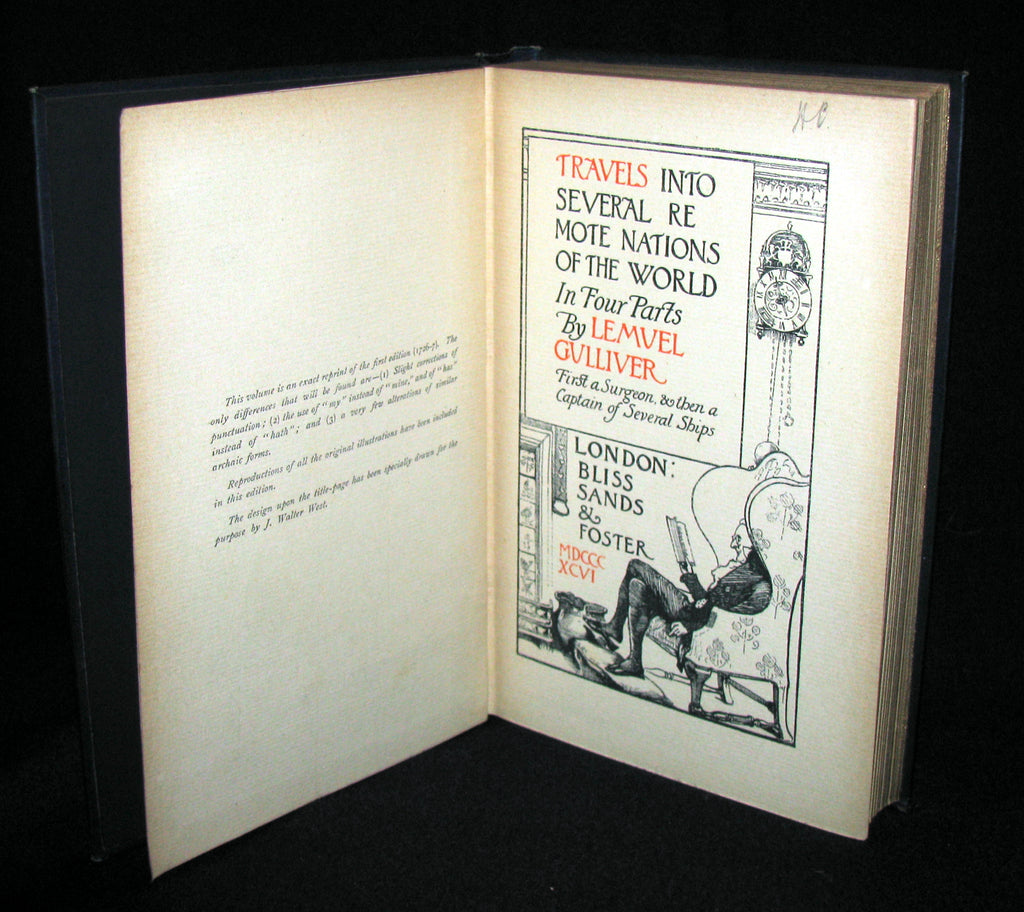 This volume is an exact reprint of the first edition (1726-7). The
only differences that will be found are—(1) Slight corrections of
punctuation; (2) the use of "my" instead of "mine," and of "has"
instead of "hath"; and (3) a very few alterations of similar
archaic forms.
Reproductions of all the original illustrations have been included
in this edition.
The design upon the title-page has been specially drawn for the
purpose by J. Walter West.
TRAVELS INTO
SEVERAL RE
MOTE NATIONS
OF THE WORLD
In Four Parts
By LEMVEL
GULLIVER
First a Surgeon, & then a
Captain of Several Ships
LONDON:
BLISS
SANDS
&
FOSTER
MDCCC
XCVI